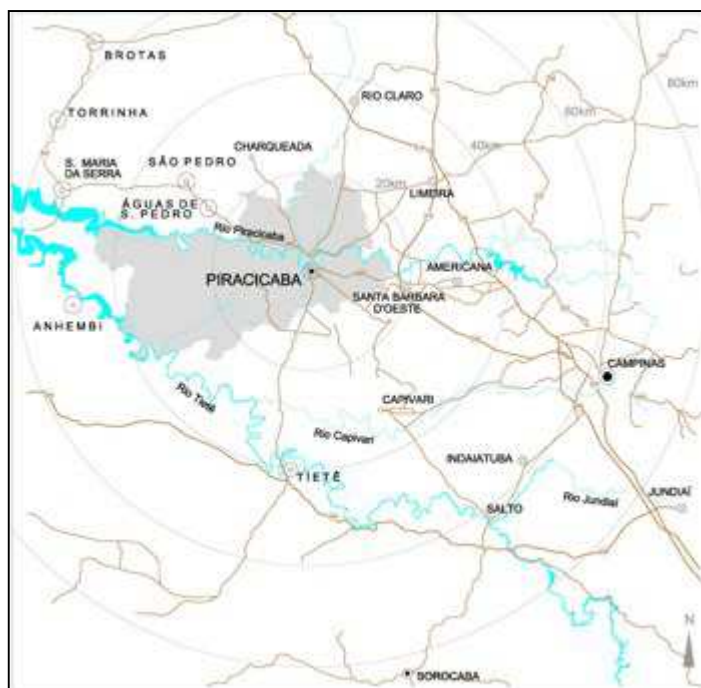 BROTAS
80km
TORRINHA
RIO CLARO
60km
CHARQUEADA
40km
S. MARIA
DA SERRA
SÃO PEDRO
20km
LIMEIRA
ÁGUAS DE
S. PEDRO
Rio Piracicaba
PIRACICABA
AMERICANA
SANTA BÁRBARA
D'OESTE
ANHEMBI
CAMPINAS
Rio Tietê
CAPIVARI
Rio Capivari
INDAIATUBA
TIETÊ
Rio Jundiaí
JUNDIAÍ
SALTO
N
SOROCABA